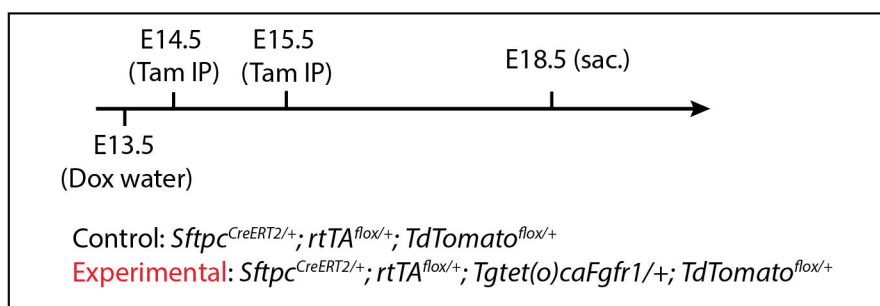 E14.5 E15.5
(Tam IP) (Tam IP)
E18.5 (sac.)
E13.5
(Dox water)
Control: Sftpc^CreERT2/+; rtTA^flox/+; TdTomato^flox/+
Experimental: Sftpc^CreERT2/+; rtTA^flox/+; Tgtet(o)caFgfr1/+; TdTomato^flox/+